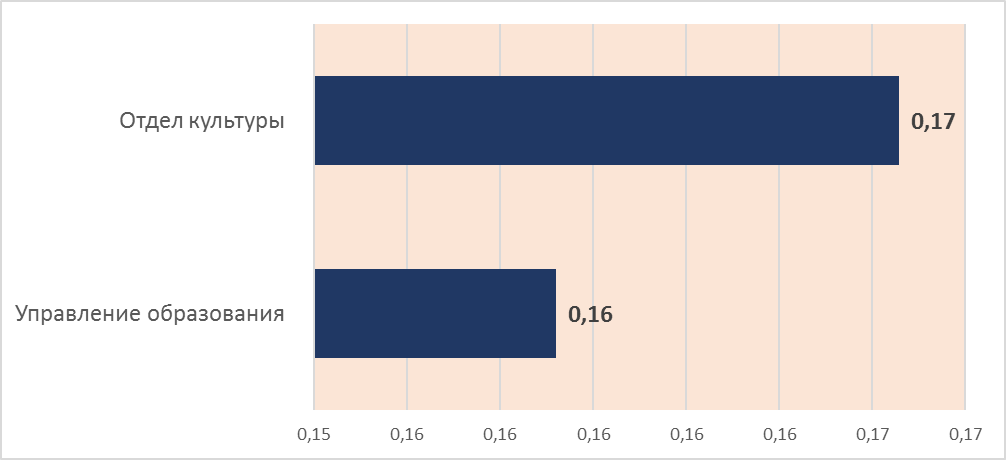 Отдел культуры
0,17
Управление образования
0,16
0,15 0,16 0,16 0,16 0,16 0,16 0,17 0,17